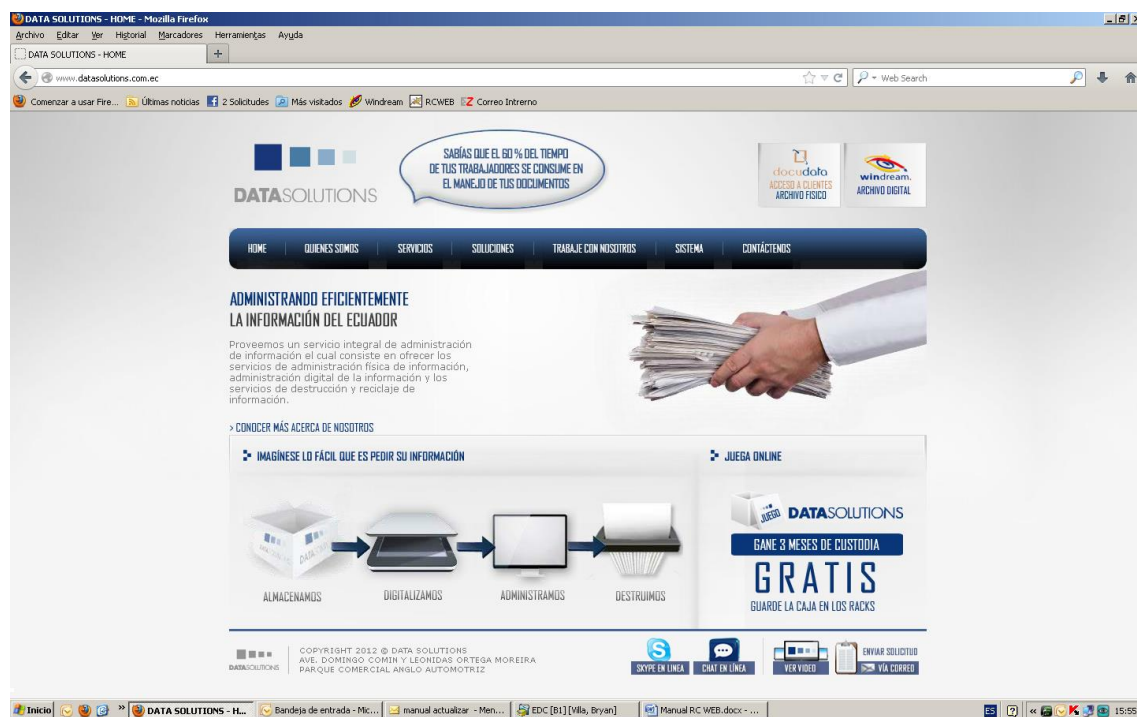 DATA SOLUTIONS - HOME - Mozilla Firefox
Archivo Editar Ver Historial Marcadores Herramientas Ayuda
DATA SOLUTIONS - HOME +
www.datasolutions.com.ec Web Search
Comenzar a usar Fire... Últimas noticias 2 Solicitudes Más visitados Windream RCWEB Correo Intrerno
DATASOLUTIONS
SABÍAS QUE EL 60 % DEL TIEMPO
DE TUS TRABAJADORES SE CONSUME EN
EL MANEJO DE TUS DOCUMENTOS
docudata
ACCESO A CLIENTES
ARCHIVO FISICO
windream.
ARCHIVO DIGITAL
HOME QUIENES SOMOS SERVICIOS SOLUCIONES TRABAJE CON NOSOTROS SISTEMA CONTÁCTENOS
ADMINISTRANDO EFICIENTEMENTE
LA INFORMACIÓN DEL ECUADOR
Proveemos un servicio integral de administración
de información el cual consiste en ofrecer los
servicios de administración física de información,
administración digital de la información y los
servicios de destrucción y reciclaje de
información.
> CONOCER MÁS ACERCA DE NOSOTROS
IMAGÍNESE LO FÁCIL QUE ES PEDIR SU INFORMACIÓN
ALMACENAMOS DIGITALIZAMOS ADMINISTRAMOS DESTRUIMOS
JUEGA ONLINE
JUEGO DATASOLUTIONS
GANE 3 MESES DE CUSTODIA
GRATIS
GUARDE LA CAJA EN LOS RACKS
DATASOLUTIONS
COPYRIGHT 2012 @ DATA SOLUTIONS
AVE. DOMINGO COMIN Y LEONIDAS ORTEGA MOREIRA
PARQUE COMERCIAL ANGLO AUTOMOTRIZ
SKYPE EN LINEA CHAT EN LÍNEA VER VIDEO
ENVIAR SOLICITUD
VÍA CORREO
Inicio » DATA SOLUTIONS - H... Bandeja de entrada - Mic... manual actualizar - Men... EDC [B1] [Villa, Bryan] Manual RC WEB.docx - ... ES « 15:55